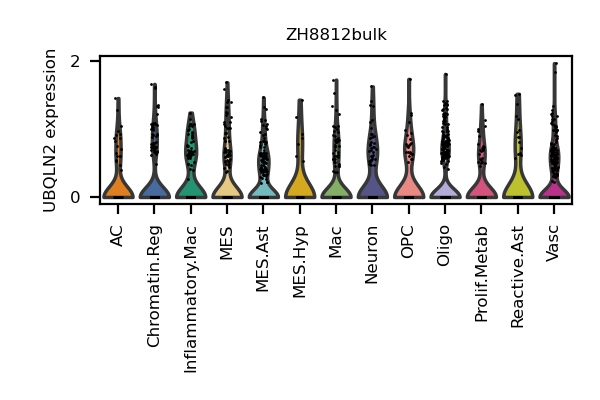 ZH8812bulk
UBQLN2 expression
2
0
AC
Chromatin.Reg
Inflammatory.Mac
MES
MES.Ast
MES.Hyp
Mac
Neuron
OPC
Oligo
Prolif.Metab
Reactive.Ast
Vasc